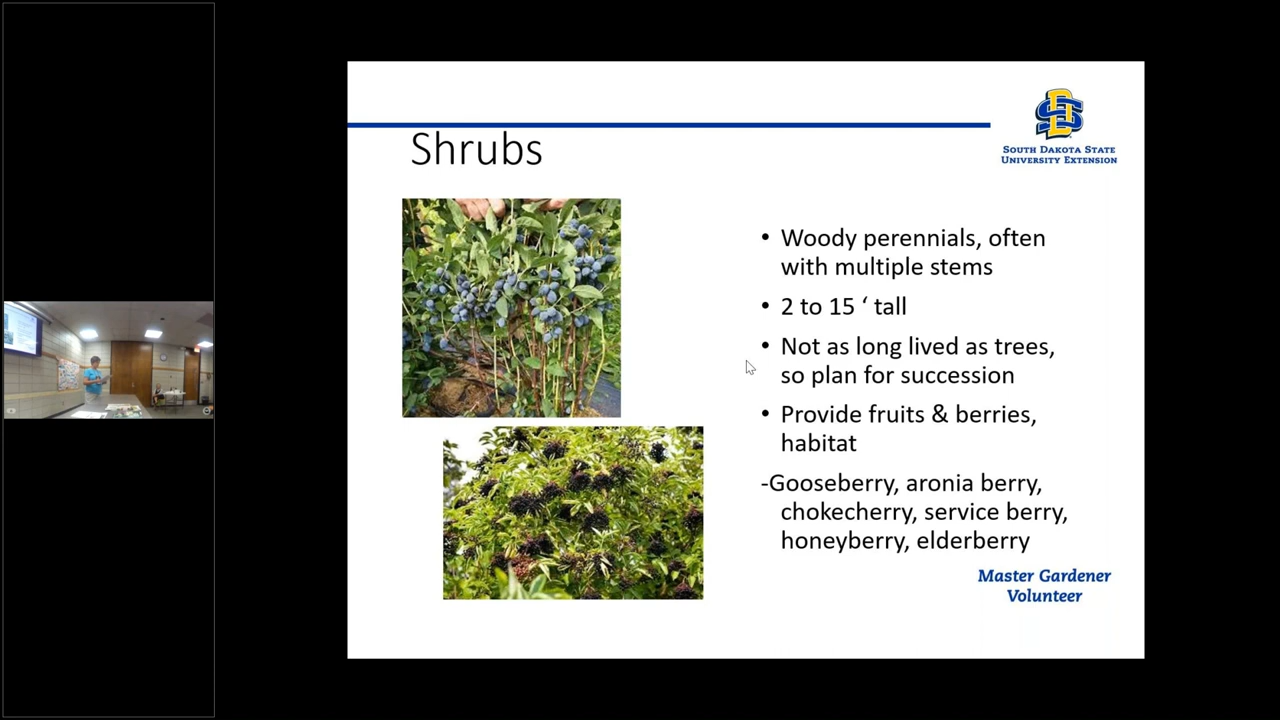 Shrubs
SOUTH DAKOTA STATE
UNIVERSITY EXTENSION
• Woody perennials, often
with multiple stems
• 2 to 15 ‘ tall
• Not as long lived as trees,
so plan for succession
• Provide fruits & berries,
habitat
-Gooseberry, aronia berry,
chokecherry, service berry,
honeyberry, elderberry
Master Gardener
Volunteer